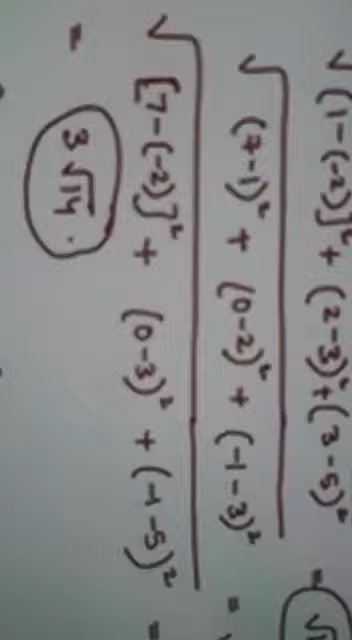 √(1-(-2)]² + (2-3)² + (3-5)² = √
√(7-1)² + (0-2)² + (-1-3)² =
√[7-(-2)]² + (0-3)² + (-1-5)² =
= 3√14.